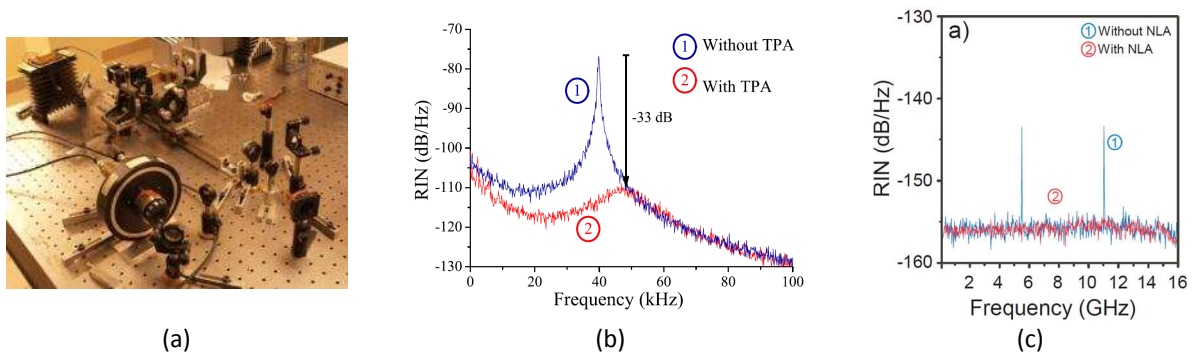 -70
-80
-90
-100
-110
-120
-130
RIN (dB/Hz)
1 Without TPA
2 With TPA
1
-33 dB
2
0 20 40 60 80 100
Frequency (kHz)
a)
1 Without NLA
2 With NLA
-130
-140
-150
-160
RIN (dB/Hz)
1
2
2 4 6 8 10 12 14 16
Frequency (GHz)
(a)
(b)
(c)